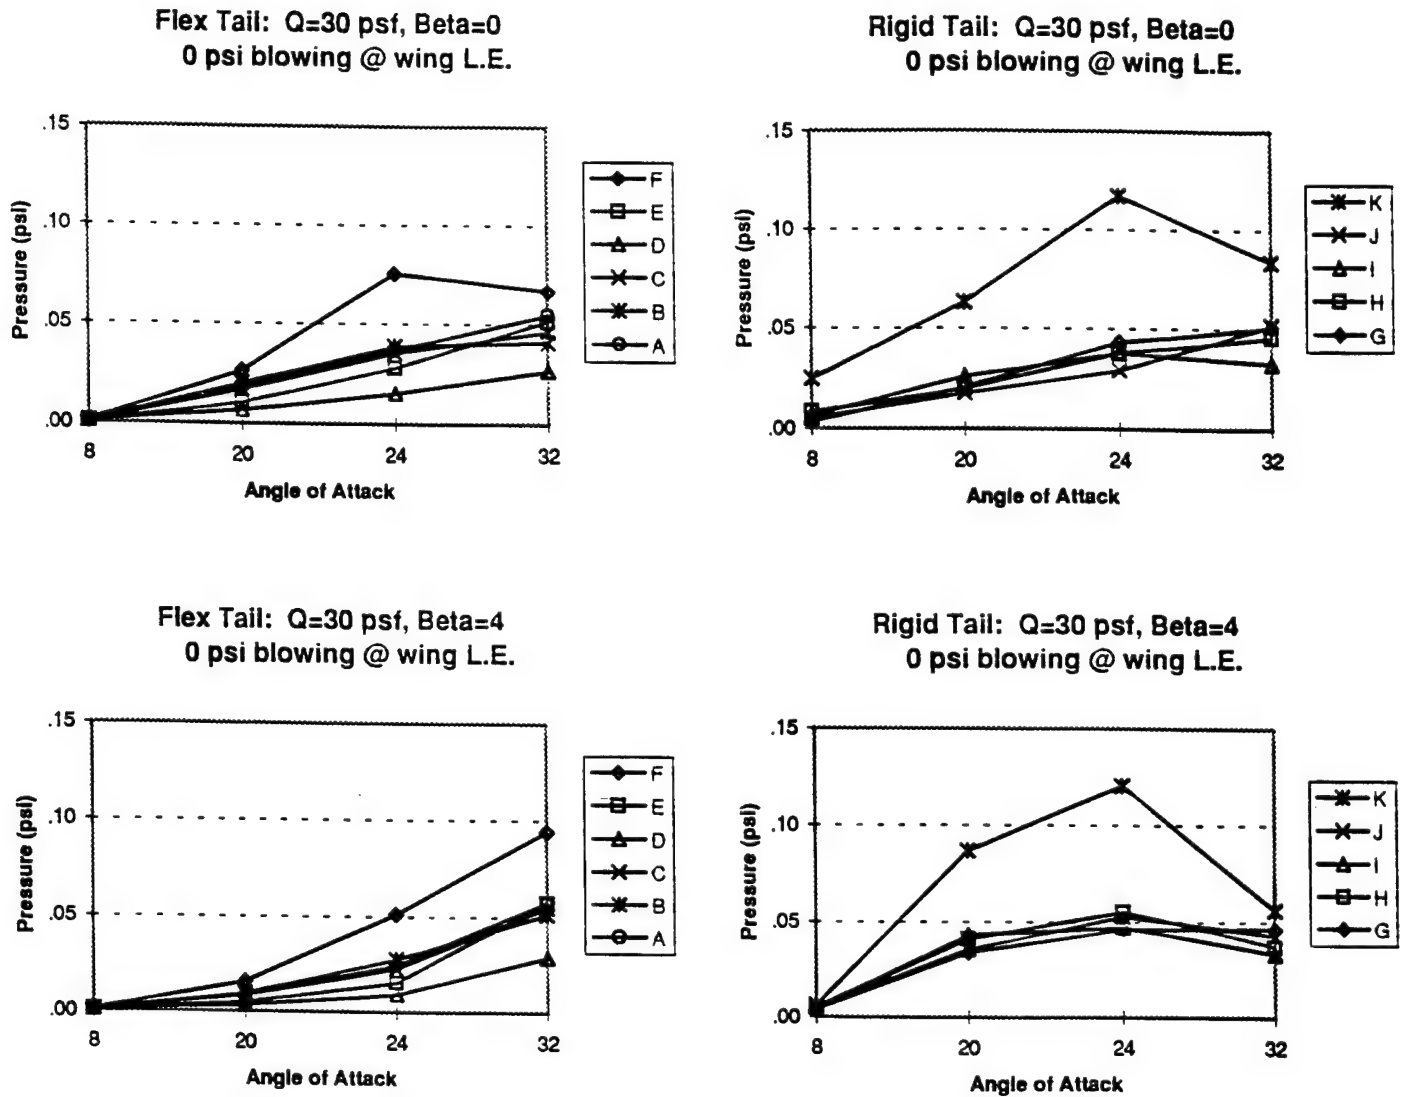 Flex Tail: Q=30 psf, Beta=0
0 psi blowing @ wing L.E.
.15
.10
.05
.00
Pressure (psi)
8 20 24 32
Angle of Attack
F
E
D
C
B
A
Rigid Tail: Q=30 psf, Beta=0
0 psi blowing @ wing L.E.
.15
.10
.05
.00
Pressure (psi)
8 20 24 32
Angle of Attack
K
J
I
H
G
Flex Tail: Q=30 psf, Beta=4
0 psi blowing @ wing L.E.
.15
.10
.05
.00
Pressure (psi)
8 20 24 32
Angle of Attack
F
E
D
C
B
A
Rigid Tail: Q=30 psf, Beta=4
0 psi blowing @ wing L.E.
.15
.10
.05
.00
Pressure (psi)
8 20 24 32
Angle of Attack
K
J
I
H
G